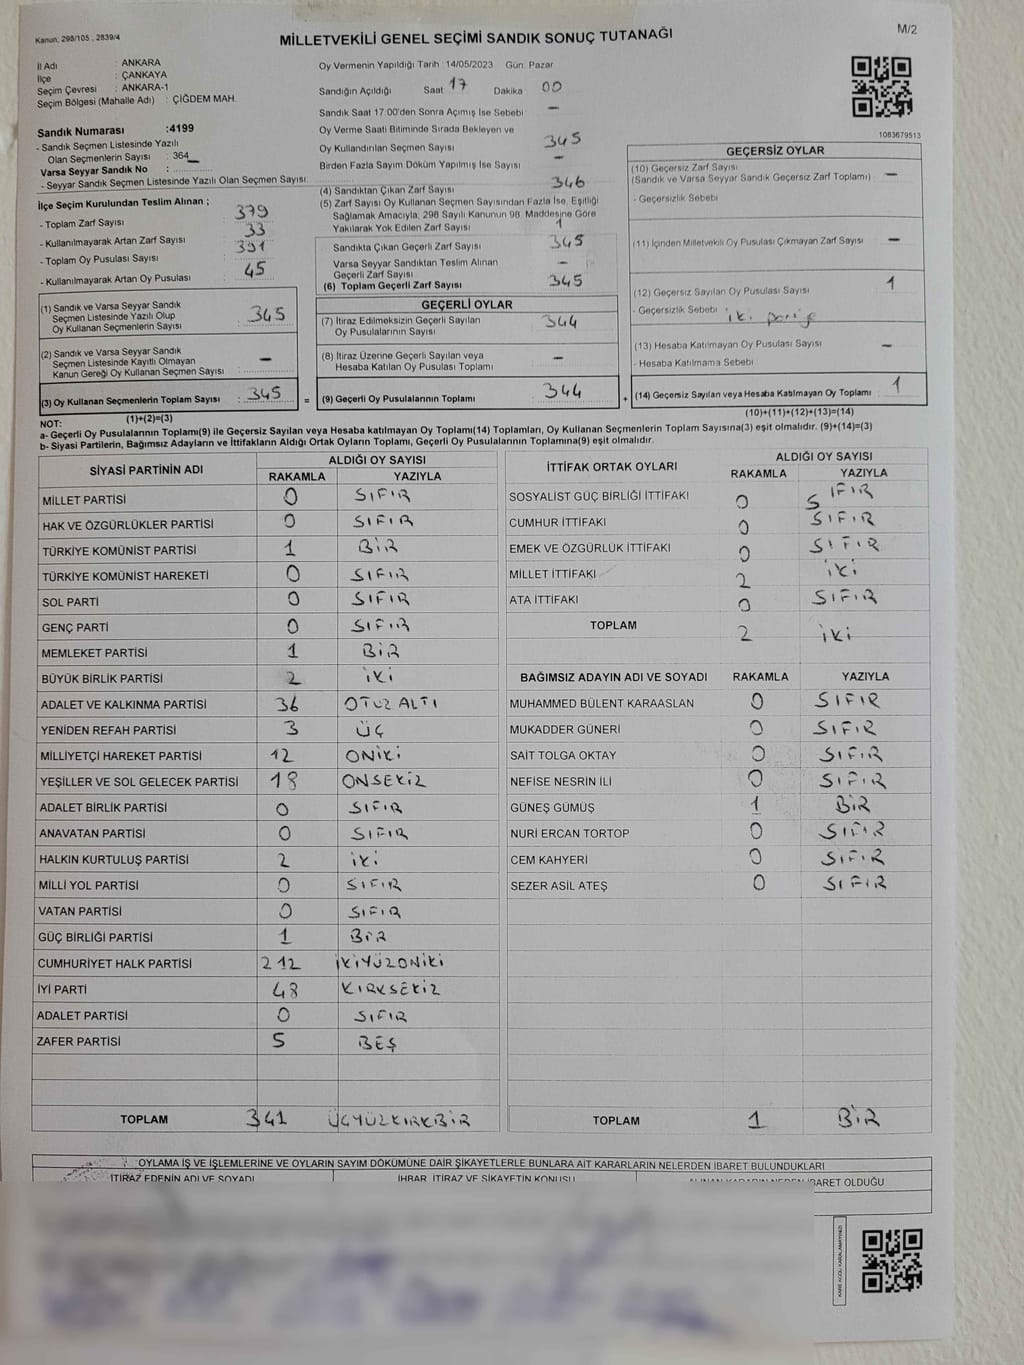 Kanun: 298/105 , 2839/4
M/2
MİLLETVEKİLİ GENEL SEÇİMİ SANDIK SONUÇ TUTANAĞI
İl Adı : ANKARA
İlçe : ÇANKAYA
Seçim Çevresi : ANKARA-1
Seçim Bölgesi (Mahalle Adı) : ÇİĞDEM MAH.
Sandık Numarası :4199
- Sandık Seçmen Listesinde Yazılı
Olan Seçmenlerin Sayısı : 364
Varsa Seyyar Sandık No :
- Seyyar Sandık Seçmen Listesinde Yazılı Olan Seçmen Sayısı:
İlçe Seçim Kurulundan Teslim Alınan ;
- Toplam Zarf Sayısı : 379
- Kullanılmayarak Artan Zarf Sayısı : 33
- Toplam Oy Pusulası Sayısı : 391
- Kullanılmayarak Artan Oy Pusulası : 45
(1) Sandık ve Varsa Seyyar Sandık
Seçmen Listesinde Yazılı Olup
Oy Kullanan Seçmenlerin Sayısı : 345
(2) Sandık ve Varsa Seyyar Sandık
Seçmen Listesinde Kayıtlı Olmayan
Kanun Gereği Oy Kullanan Seçmen Sayısı : –
(3) Oy Kullanan Seçmenlerin Toplam Sayısı : 345 =
(1)+(2)=(3)
Oy Vermenin Yapıldığı Tarih :14/05/2023 Gün: Pazar
Sandığın Açıldığı Saat 17 Dakika 00
Sandık Saat 17:00'den Sonra Açımış İse Sebebi –
Oy Verme Saati Bitiminde Sırada Bekleyen ve
Oy Kullandırılan Seçmen Sayısı 345
Birden Fazla Sayım Döküm Yapılmış İse Sayısı –
(4) Sandıktan Çıkan Zarf Sayısı 346
(5) Zarf Sayısı Oy Kullanan Seçmen Sayısından Fazla İse, Eşitliği
Sağlamak Amacıyla, 298 Sayılı Kanunun 98. Maddesine Göre
Yakılarak Yok Edilen Zarf Sayısı 1
Sandıkta Çıkan Geçerli Zarf Sayısı 345
Varsa Seyyar Sandıktan Teslim Alınan
Geçerli Zarf Sayısı –
(6) Toplam Geçerli Zarf Sayısı 345
GEÇERLİ OYLAR
(7) İtiraz Edilmeksizin Geçerli Sayılan
Oy Pusulalarının Sayısı 344
(8) İtiraz Üzerine Geçerli Sayılan veya
Hesaba Katılan Oy Pusulası Toplamı –
(9) Geçerli Oy Pusulalarının Toplamı 344 +
1083679513
GEÇERSİZ OYLAR
(10) Geçersiz Zarf Sayısı
(Sandık ve Varsa Seyyar Sandık Geçersiz Zarf Toplamı) –
- Geçersizlik Sebebi
(11) İçinden Milletvekili Oy Pusulası Çıkmayan Zarf Sayısı –
(12) Geçersiz Sayılan Oy Pusulası Sayısı 1
- Geçersizlik Sebebi iki
(13) Hesaba Katılmayan Oy Pusulası Sayısı –
- Hesaba Katılmama Sebebi
(14) Geçersiz Sayılan veya Hesaba Katılmayan Oy Toplamı 1
(10)+(11)+(12)+(13)=(14)
NOT:
a- Geçerli Oy Pusulalarının Toplamı(9) ile Geçersiz Sayılan veya Hesaba katılmayan Oy Toplamı(14) Toplamları, Oy Kullanan Seçmenlerin Toplam Sayısına(3) eşit olmalıdır. (9)+(14)=(3)
b- Siyasi Partilerin, Bağımsız Adayların ve İttifakların Aldığı Ortak Oyların Toplamı, Geçerli Oy Pusulalarının Toplamına(9) eşit olmalıdır.
SİYASİ PARTİNİN ADI ALDIĞI OY SAYISI
RAKAMLA YAZIYLA
MİLLET PARTİSİ 0 SIFIR
HAK VE ÖZGÜRLÜKLER PARTİSİ 0 SIFIR
TÜRKİYE KOMÜNİST PARTİSİ 1 BİR
TÜRKİYE KOMÜNİST HAREKETİ 0 SIFIR
SOL PARTİ 0 SIFIR
GENÇ PARTİ 0 SIFIR
MEMLEKET PARTİSİ 1 BİR
BÜYÜK BİRLİK PARTİSİ 2 İKİ
ADALET VE KALKINMA PARTİSİ 36 OTUZALTI
YENİDEN REFAH PARTİSİ 3 ÜÇ
MİLLİYETÇİ HAREKET PARTİSİ 12 ONİKİ
YEŞİLLER VE SOL GELECEK PARTİSİ 18 ONSEKİZ
ADALET BİRLİK PARTİSİ 0 SIFIR
ANAVATAN PARTİSİ 0 SIFIR
HALKIN KURTULUŞ PARTİSİ 2 İKİ
MİLLİ YOL PARTİSİ 0 SIFIR
VATAN PARTİSİ 0 SIFIR
GÜÇ BİRLİĞİ PARTİSİ 1 BİR
CUMHURİYET HALK PARTİSİ 212 İKİYÜZONİKİ
İYİ PARTİ 48 KIRKSEKİZ
ADALET PARTİSİ 0 SIFIR
ZAFER PARTİSİ 5 BEŞ
TOPLAM 341 ÜÇYÜZKIRKBİR
İTTİFAK ORTAK OYLARI ALDIĞI OY SAYISI
RAKAMLA YAZIYLA
SOSYALİST GÜÇ BİRLİĞİ İTTİFAKI 0 SIFIR
CUMHUR İTTİFAKI 0 SIFIR
EMEK VE ÖZGÜRLÜK İTTİFAKI 0 SIFIR
MİLLET İTTİFAKI 2 İKİ
ATA İTTİFAKI 0 SIFIR
TOPLAM 2 İKİ
BAĞIMSIZ ADAYIN ADI VE SOYADI RAKAMLA YAZIYLA
MUHAMMED BÜLENT KARAASLAN 0 SIFIR
MUKADDER GÜNERİ 0 SIFIR
SAİT TOLGA OKTAY 0 SIFIR
NEFİSE NESRİN İLİ 0 SIFIR
GÜNEŞ GÜMÜŞ 1 BİR
NURİ ERCAN TORTOP 0 SIFIR
CEM KAHYERİ 0 SIFIR
SEZER ASİL ATEŞ 0 SIFIR
TOPLAM 1 BİR
OYLAMA İŞ VE İŞLEMLERİNE VE OYLARIN SAYIM DÖKÜMÜNE DAİR ŞİKAYETLERLE BUNLARA AİT KARARLARIN NELERDEN İBARET BULUNDUKLARI
İTİRAZ EDENİN ADI VE SOYADI İHBAR, İTİRAZ VE ŞİKAYETİN KONUSU ALINAN KARARIN NEDEN İBARET OLDUĞU
KARE KODU KARALAMAYINIZ!